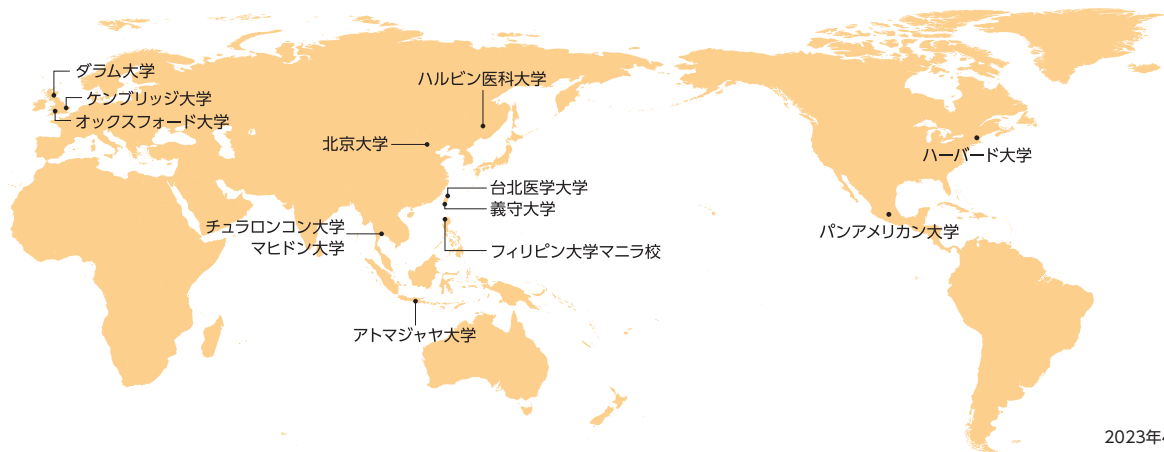 ダラム大学
ケンブリッジ大学
オックスフォード大学
ハルビン医科大学
北京大学
台北医学大学
義守大学
チュラロンコン大学
マヒドン大学
フィリピン大学マニラ校
アトマジャヤ大学
ハーバード大学
パンアメリカン大学
2023年